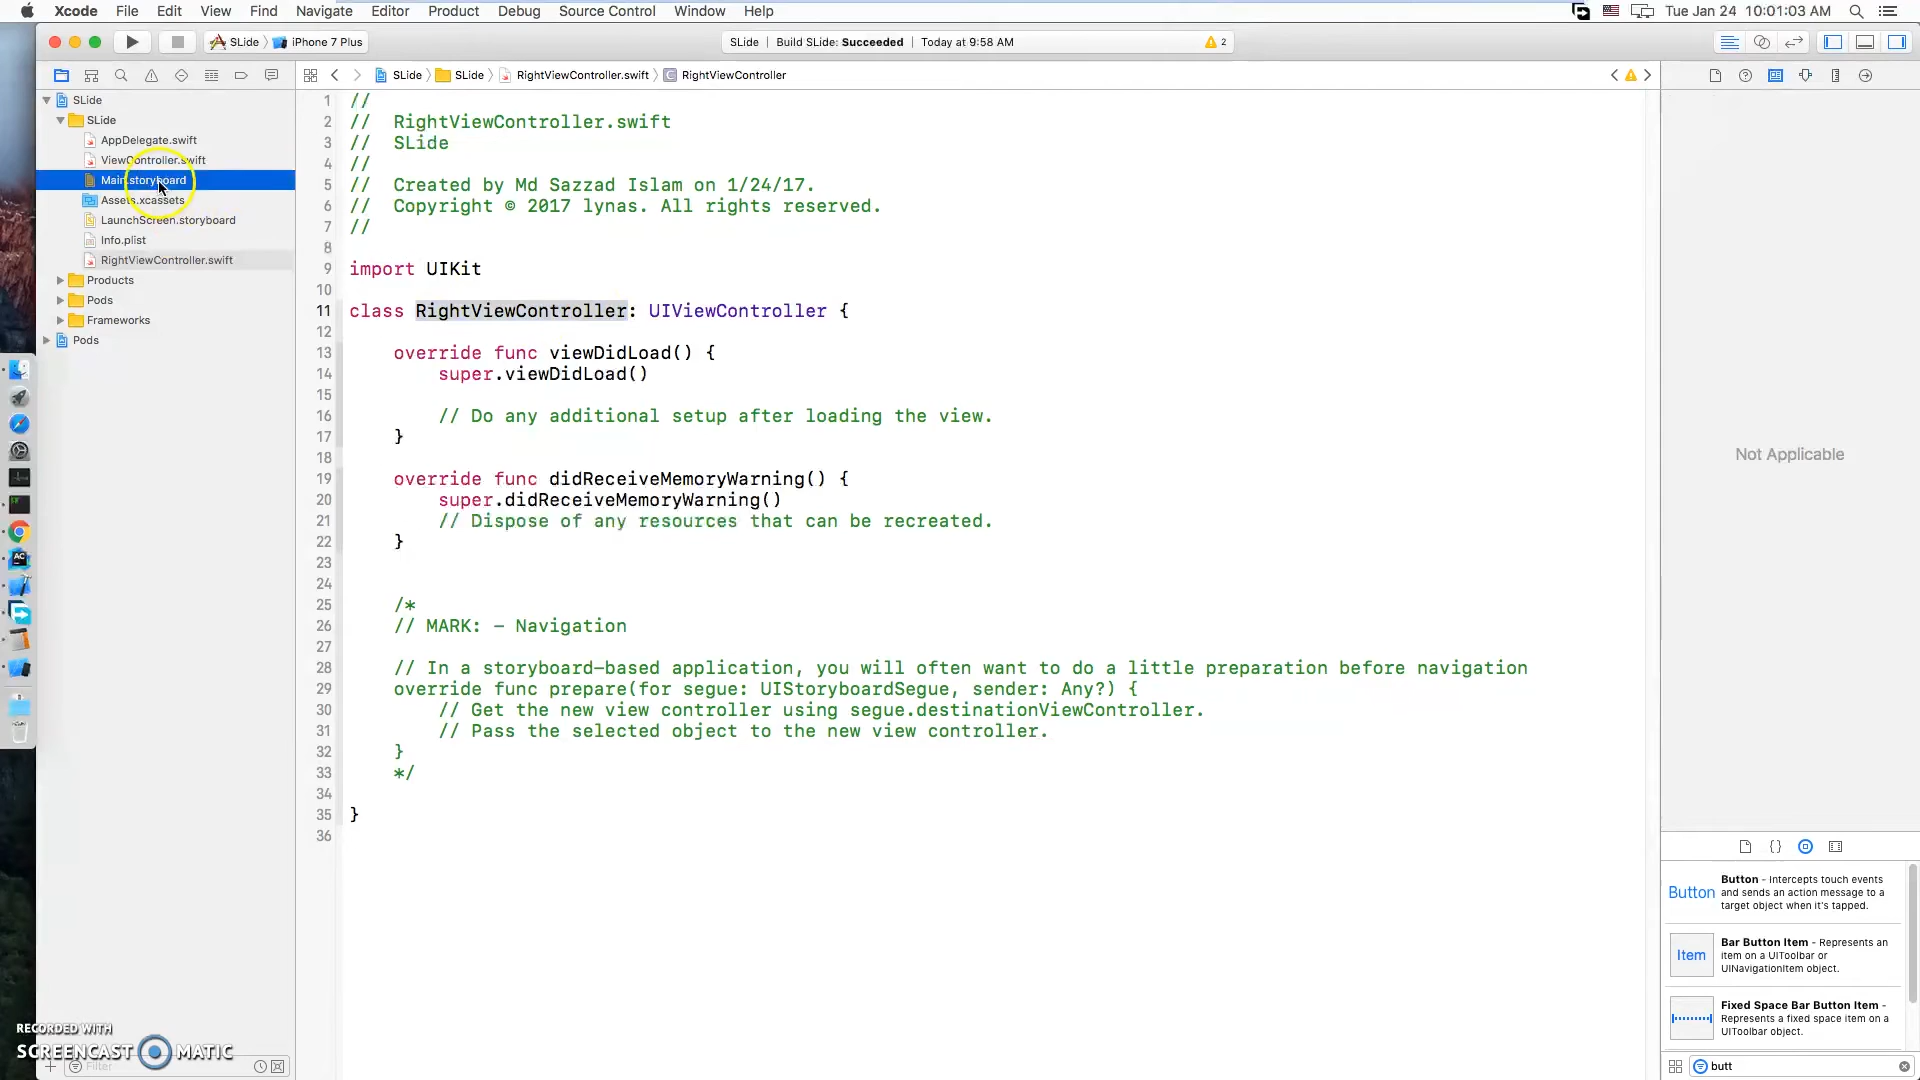 Xcode File Edit View Find Navigate Editor Product Debug Source Control Window Help Tue Jan 24 10:01:03 AM
SLide iPhone 7 Plus SLide | Build SLide: Succeeded | Today at 9:58 AM 2
SLide SLide RightViewController.swift RightViewController
SLide
SLide
AppDelegate.swift
ViewController.swift
Main.storyboard
Assets.xcassets
LaunchScreen.storyboard
Info.plist
RightViewController.swift
Products
Pods
Frameworks
Pods
1 //
2 //  RightViewController.swift
3 //  SLide
4 //
5 //  Created by Md Sazzad Islam on 1/24/17.
6 //  Copyright © 2017 lynas. All rights reserved.
7 //
8
9 import UIKit
10
11 class RightViewController: UIViewController {
12
13     override func viewDidLoad() {
14         super.viewDidLoad()
15
16         // Do any additional setup after loading the view.
17     }
18
19     override func didReceiveMemoryWarning() {
20         super.didReceiveMemoryWarning()
21         // Dispose of any resources that can be recreated.
22     }
23
24
25     /*
26     // MARK: - Navigation
27
28     // In a storyboard-based application, you will often want to do a little preparation before navigation
29     override func prepare(for segue: UIStoryboardSegue, sender: Any?) {
30         // Get the new view controller using segue.destinationViewController.
31         // Pass the selected object to the new view controller.
32     }
33     */
34
35 }
36
Not Applicable
Button
Button - Intercepts touch events
and sends an action message to a
target object when it's tapped.
Item
Bar Button Item - Represents an
item on a UIToolbar or
UINavigationItem object.
Fixed Space Bar Button Item -
Represents a fixed space item on a
UIToolbar object.
butt
RECORDED WITH
SCREENCAST MATIC
Filter